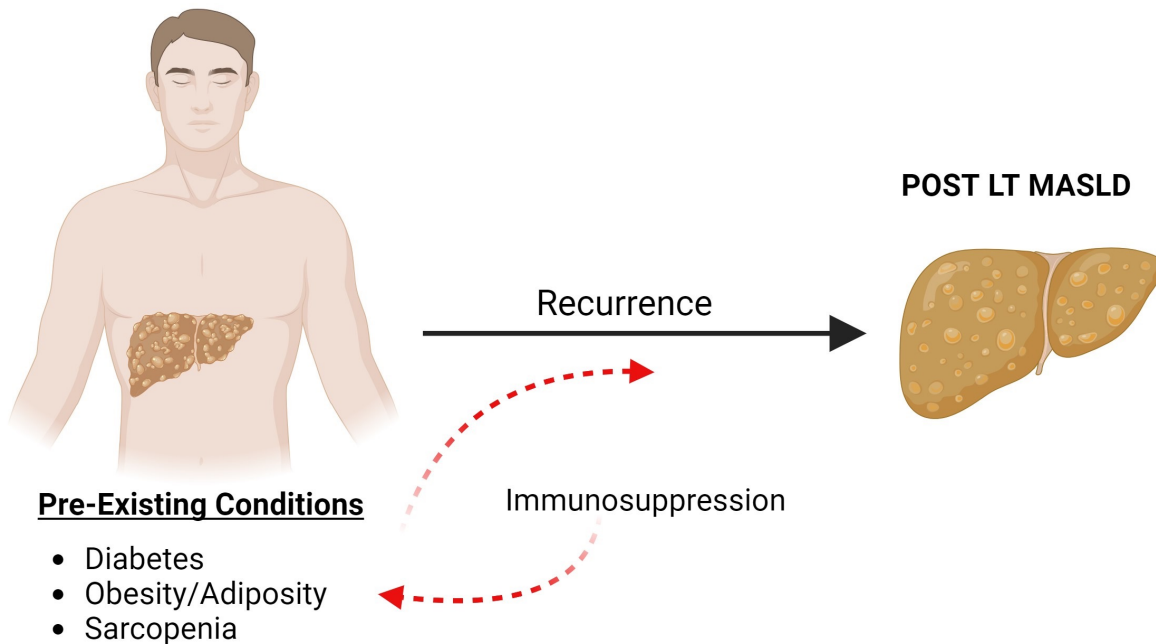 POST LT MASLD
Recurrence
Immunosuppression
Pre-Existing Conditions
• Diabetes
• Obesity/Adiposity
• Sarcopenia